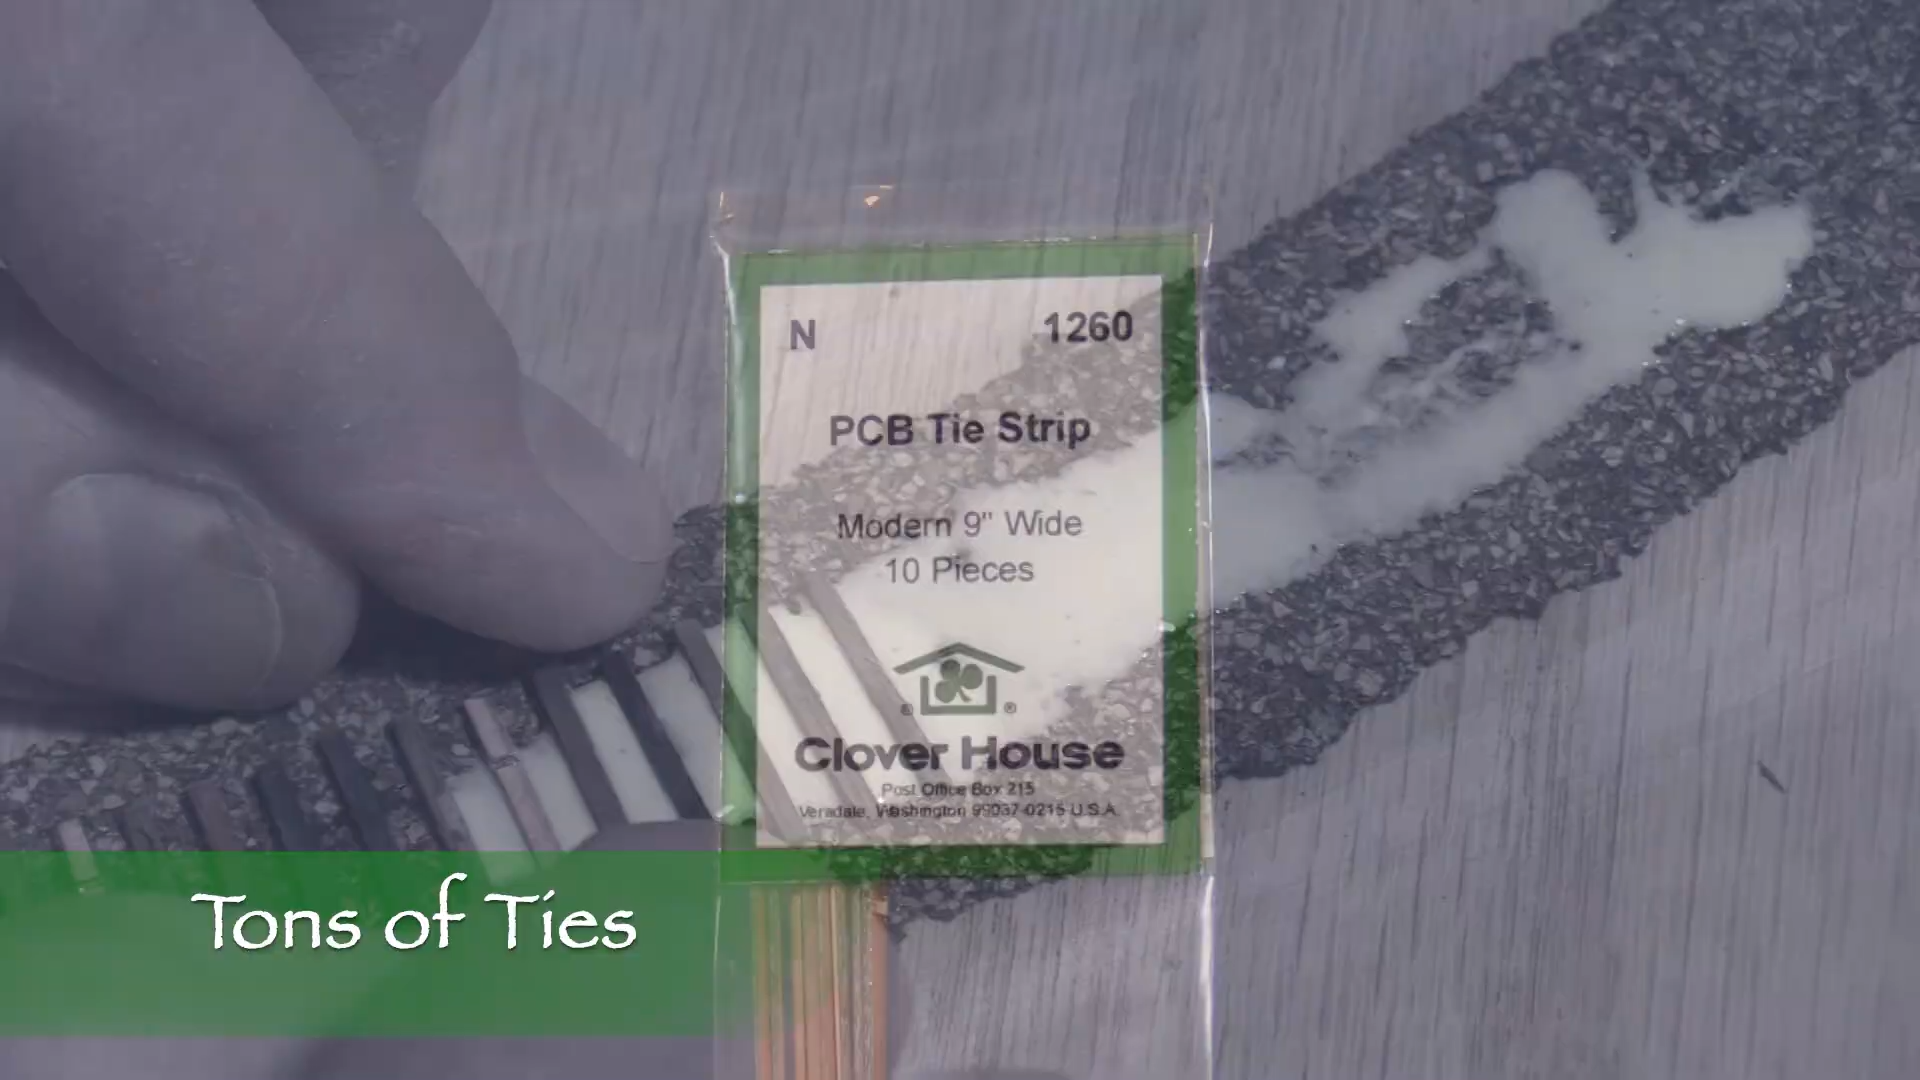 N 1260
PCB Tie Strip
Modern 9" Wide
10 Pieces
® ®
Clover House
Post Office Box 215
Veradale, Washington 99037-0215 U.S.A.
Tons of Ties